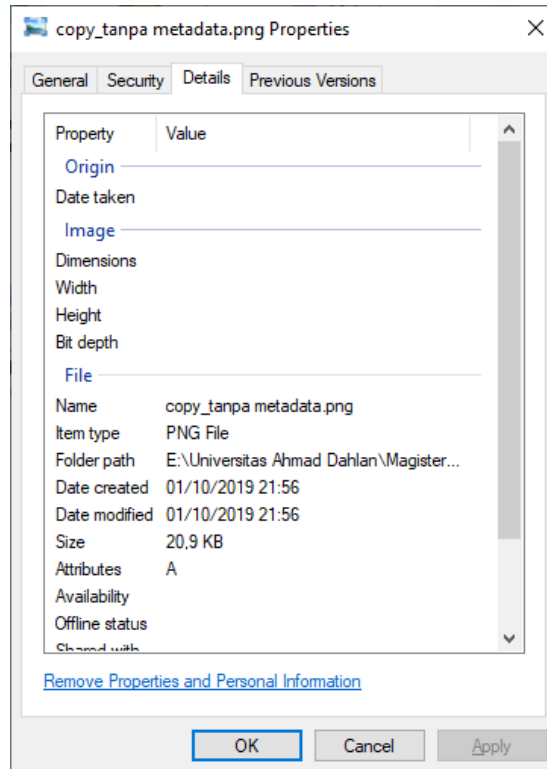 copy_tanpa metadata.png Properties
General Security Details Previous Versions
Property Value
Origin
Date taken
Image
Dimensions
Width
Height
Bit depth
File
Name copy_tanpa metadata.png
Item type PNG File
Folder path E:\Universitas Ahmad Dahlan\Magister...
Date created 01/10/2019 21:56
Date modified 01/10/2019 21:56
Size 20,9 KB
Attributes A
Availability
Offline status
Shared with
Remove Properties and Personal Information
OK Cancel Apply